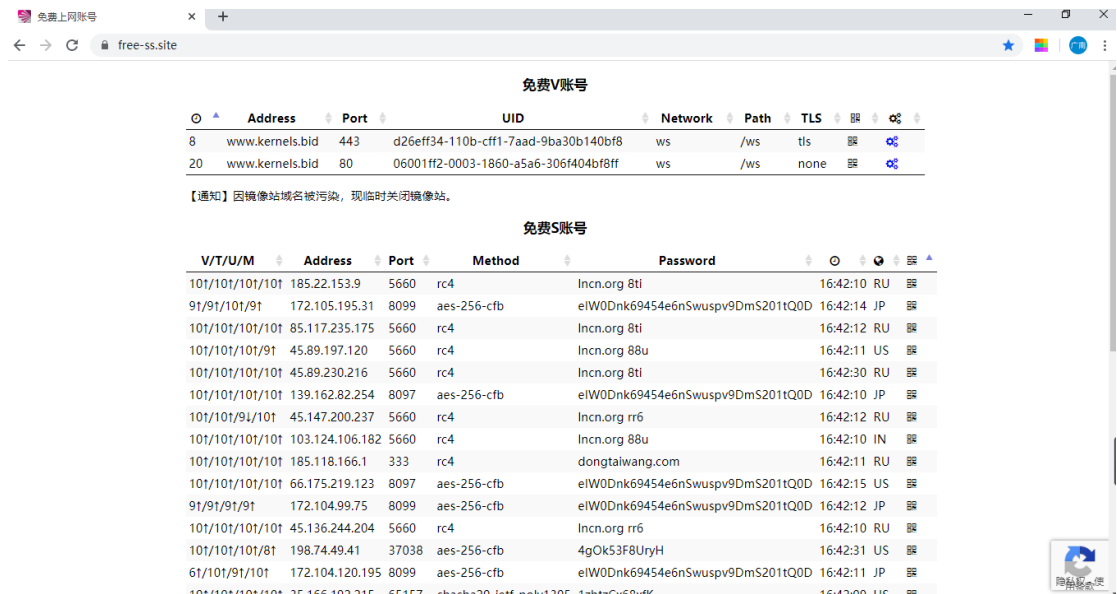 免费上网账号
free-ss.site
广南
免费V账号
Address Port UID Network Path TLS
8 www.kernels.bid 443 d26eff34-110b-cff1-7aad-9ba30b140bf8 ws /ws tls
20 www.kernels.bid 80 06001ff2-0003-1860-a5a6-306f404bf8ff ws /ws none
【通知】因镜像站域名被污染，现临时关闭镜像站。
免费S账号
V/T/U/M Address Port Method Password
10↑/10↑/10↑/10↑ 185.22.153.9 5660 rc4 lncn.org 8ti 16:42:10 RU
9↑/9↑/10↑/9↑ 172.105.195.31 8099 aes-256-cfb eIW0Dnk69454e6nSwuspv9DmS201tQ0D 16:42:14 JP
10↑/10↑/10↑/10↑ 85.117.235.175 5660 rc4 lncn.org 8ti 16:42:12 RU
10↑/10↑/10↑/9↑ 45.89.197.120 5660 rc4 lncn.org 88u 16:42:11 US
10↑/10↑/10↑/10↑ 45.89.230.216 5660 rc4 lncn.org 8ti 16:42:30 RU
10↑/10↑/10↑/10↑ 139.162.82.254 8097 aes-256-cfb eIW0Dnk69454e6nSwuspv9DmS201tQ0D 16:42:10 JP
10↑/10↑/9↓/10↑ 45.147.200.237 5660 rc4 lncn.org rr6 16:42:12 RU
10↑/10↑/10↑/10↑ 103.124.106.182 5660 rc4 lncn.org 88u 16:42:10 IN
10↑/10↑/10↑/10↑ 185.118.166.1 333 rc4 dongtaiwang.com 16:42:11 RU
10↑/10↑/10↑/10↑ 66.175.219.123 8097 aes-256-cfb eIW0Dnk69454e6nSwuspv9DmS201tQ0D 16:42:15 US
9↑/9↑/9↑/9↑ 172.104.99.75 8099 aes-256-cfb eIW0Dnk69454e6nSwuspv9DmS201tQ0D 16:42:12 JP
10↑/10↑/10↑/10↑ 45.136.244.204 5660 rc4 lncn.org rr6 16:42:10 RU
10↑/10↑/10↑/8↑ 198.74.49.41 37038 aes-256-cfb 4gOk53F8UryH 16:42:31 US
6↑/10↑/9↑/10↑ 172.104.120.195 8099 aes-256-cfb eIW0Dnk69454e6nSwuspv9DmS201tQ0D 16:42:11 JP